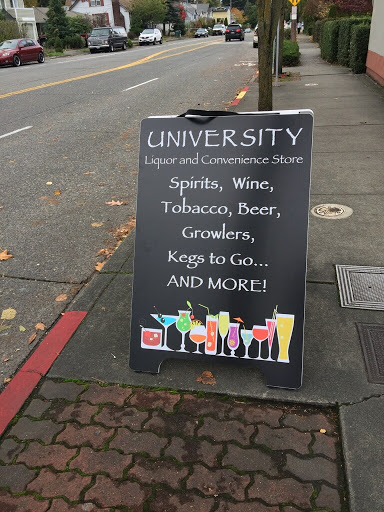 UNIVERSITY
Liquor and Convenience Store
Spirits, Wine,
Tobacco, Beer,
Growlers,
Kegs to Go...
AND MORE!